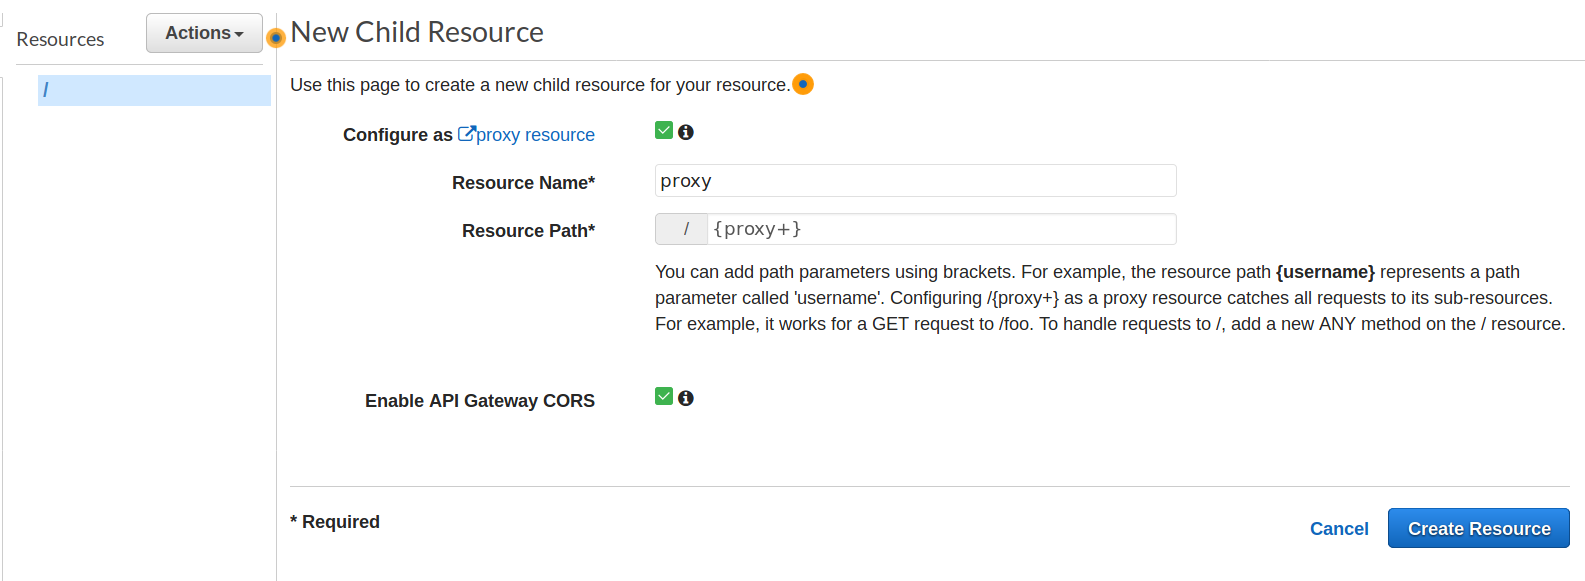 Resources
Actions
/
New Child Resource
Use this page to create a new child resource for your resource.
Configure as proxy resource
Resource Name*
proxy
Resource Path*
/ {proxy+}
You can add path parameters using brackets. For example, the resource path {username} represents a path
parameter called 'username'. Configuring /{proxy+} as a proxy resource catches all requests to its sub-resources.
For example, it works for a GET request to /foo. To handle requests to /, add a new ANY method on the / resource.
Enable API Gateway CORS
* Required
Cancel
Create Resource